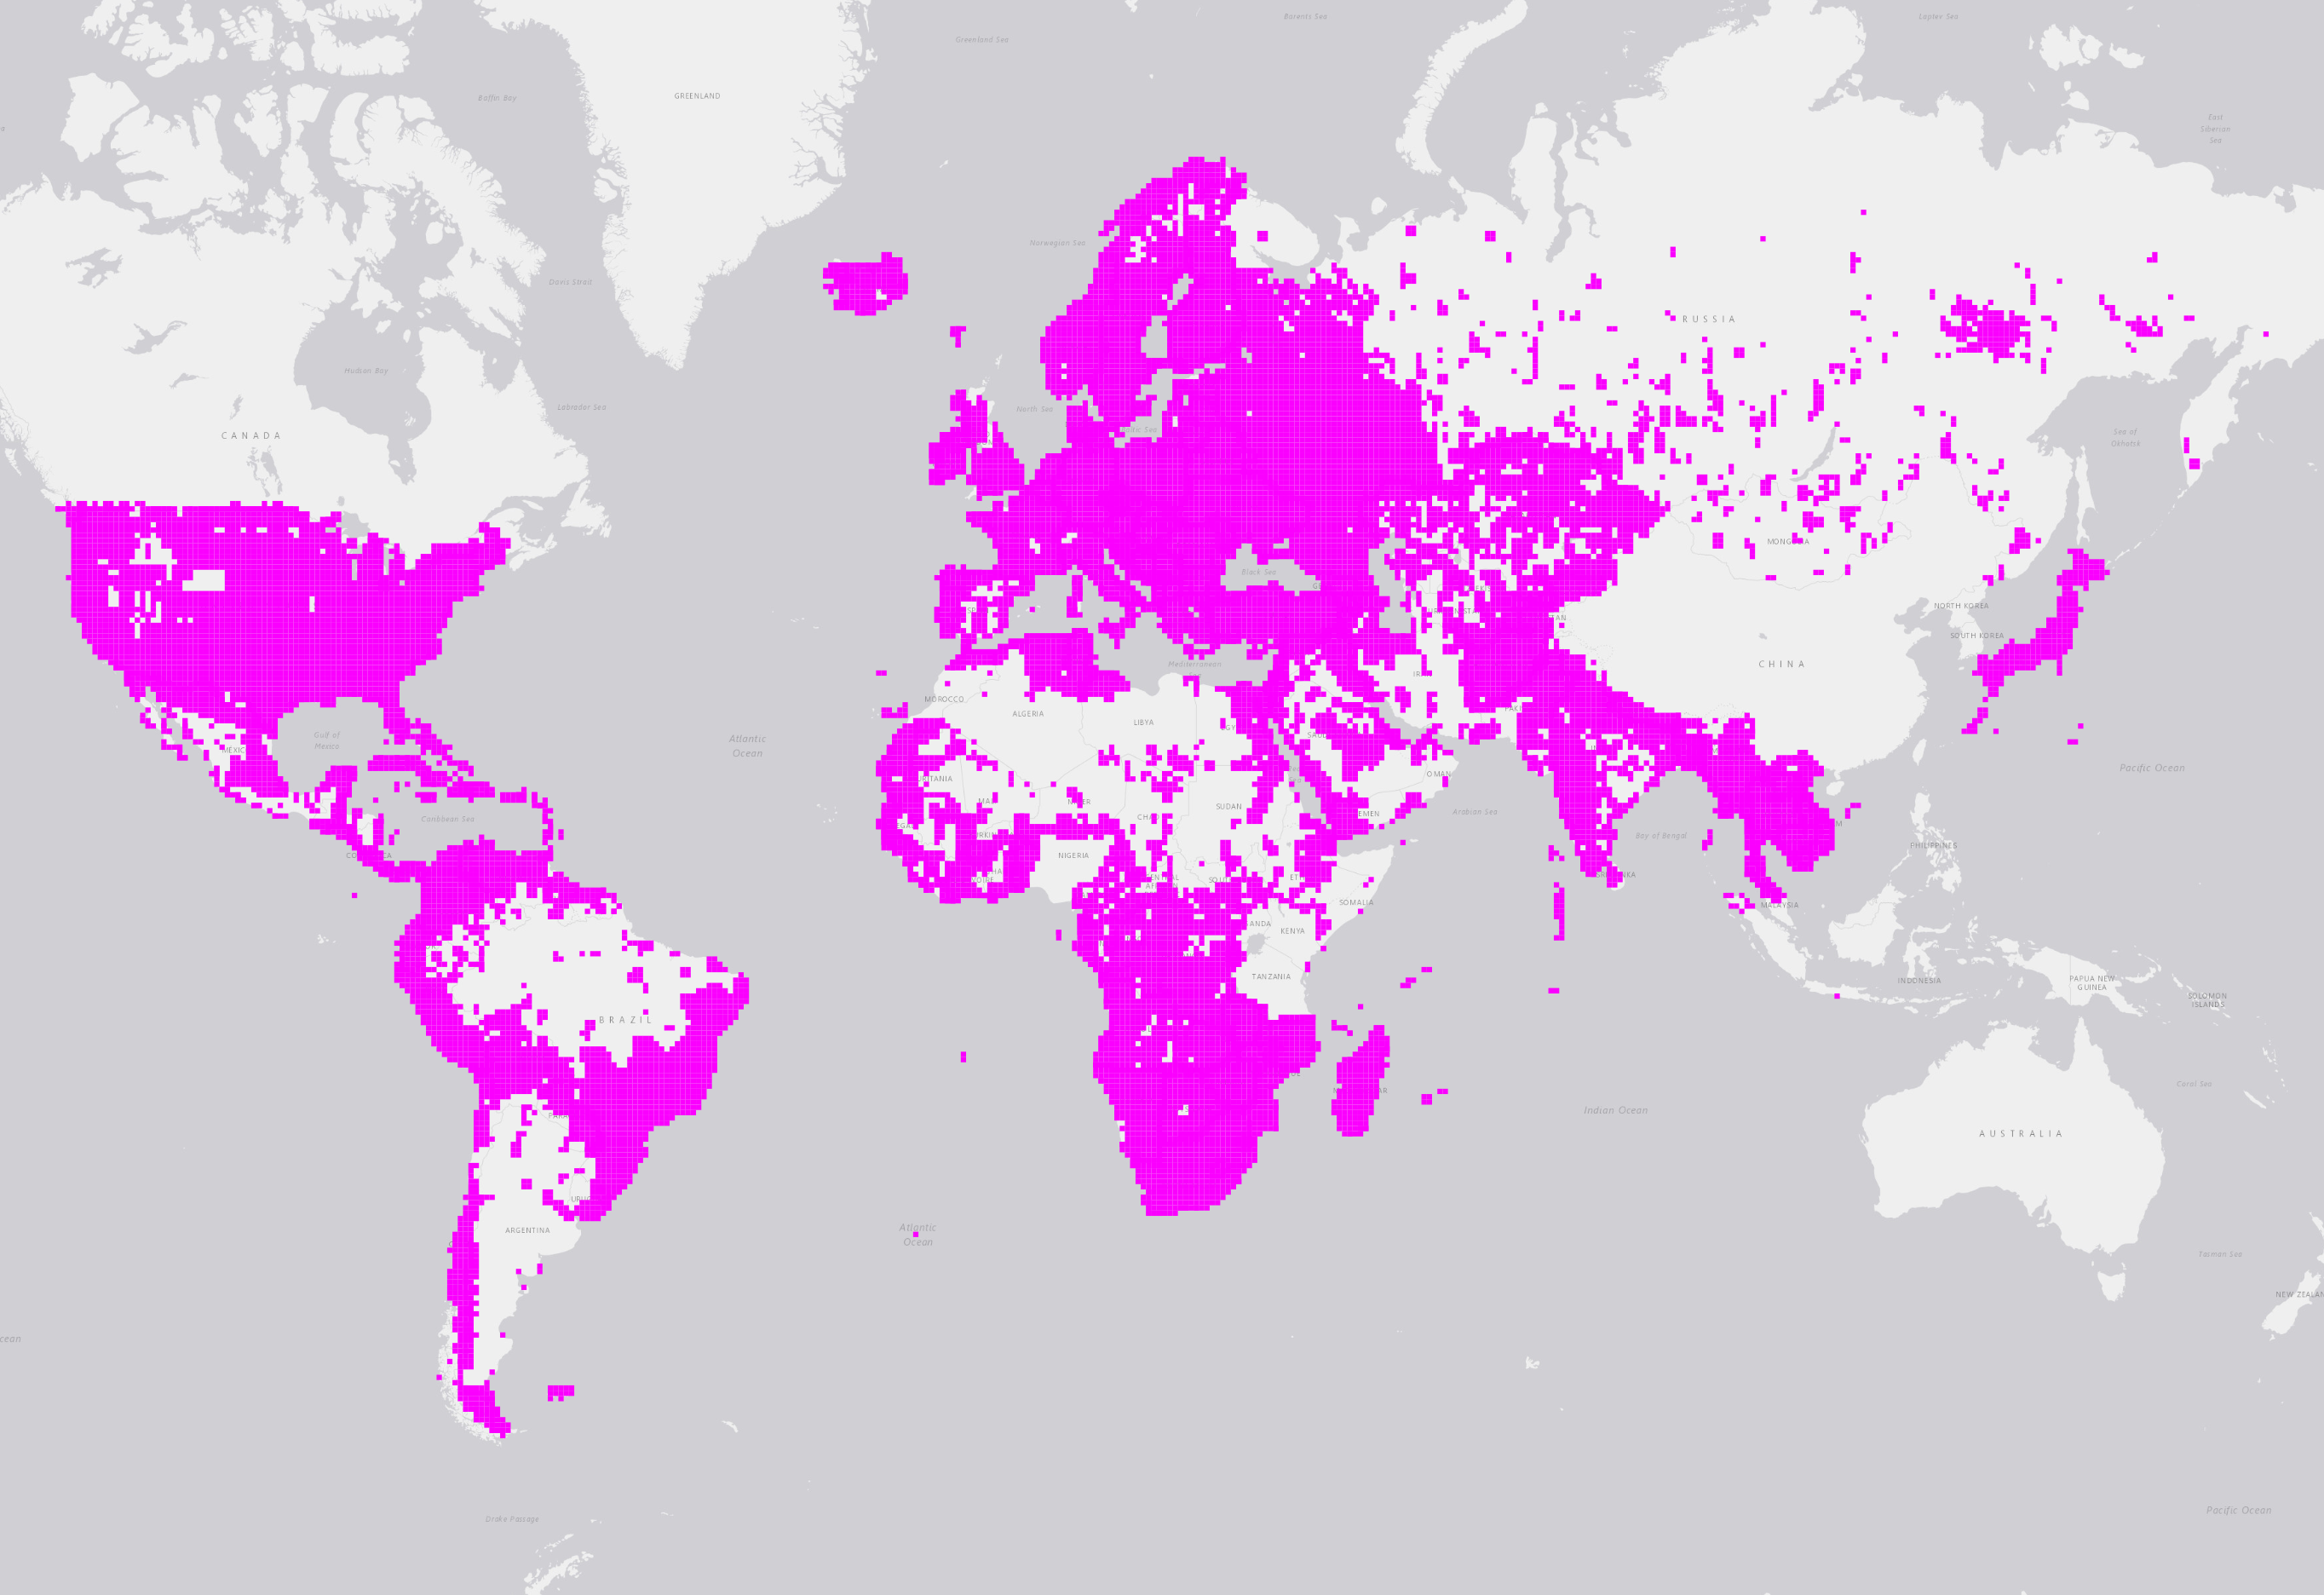 Barents Sea
Laptev Sea
Greenland Sea
GREENLAND
Baffin Bay
East
Siberian
Sea
Norwegian Sea
Davis Strait
RUSSIA
Hudson Bay
Labrador Sea
North Sea
CANADA
Sea of
Okhotsk
MONG
Black Sea
NORTH KOREA
SOUTH KOREA
CHINA
Mediterranean
MOROCCO
ALGERIA
LIBYA
Gulf of
Mexico
Atlantic
Ocean
Pacific Ocean
OMAN
SUDAN
Caribbean Sea
Arabian Sea
EMEN
Bay of Bengal
PHILIPPINES
NIGERIA
SOMALIA
MALAYSIA
KENYA
TANZANIA
INDONESIA
PAPUA NEW
GUINEA
SOLOMON
ISLANDS
BRAZIL
Coral Sea
Indian Ocean
AUSTRALIA
ARGENTINA
Atlantic
Ocean
Tasman Sea
NEW ZEALAN
cean
Drake Passage
Pacific Ocean